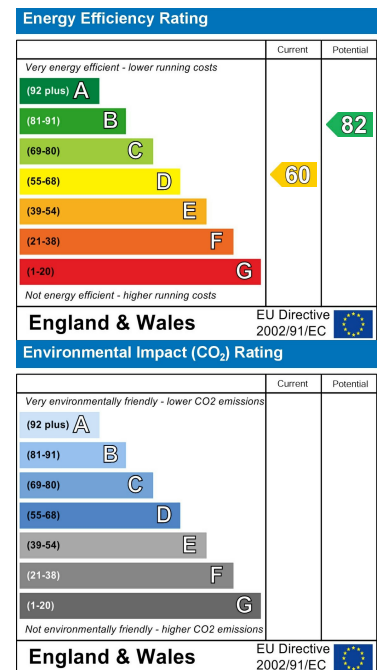 Energy Efficiency Rating
Current Potential
Very energy efficient - lower running costs
(92 plus) A
(81-91) B
82
(69-80) C
(55-68) D
60
(39-54) E
(21-38) F
(1-20) G
Not energy efficient - higher running costs
England & Wales
EU Directive
2002/91/EC
Environmental Impact (CO₂) Rating
Current Potential
Very environmentally friendly - lower CO2 emissions
(92 plus) A
(81-91) B
(69-80) C
(55-68) D
(39-54) E
(21-38) F
(1-20) G
Not environmentally friendly - higher CO2 emissions
England & Wales
EU Directive
2002/91/EC